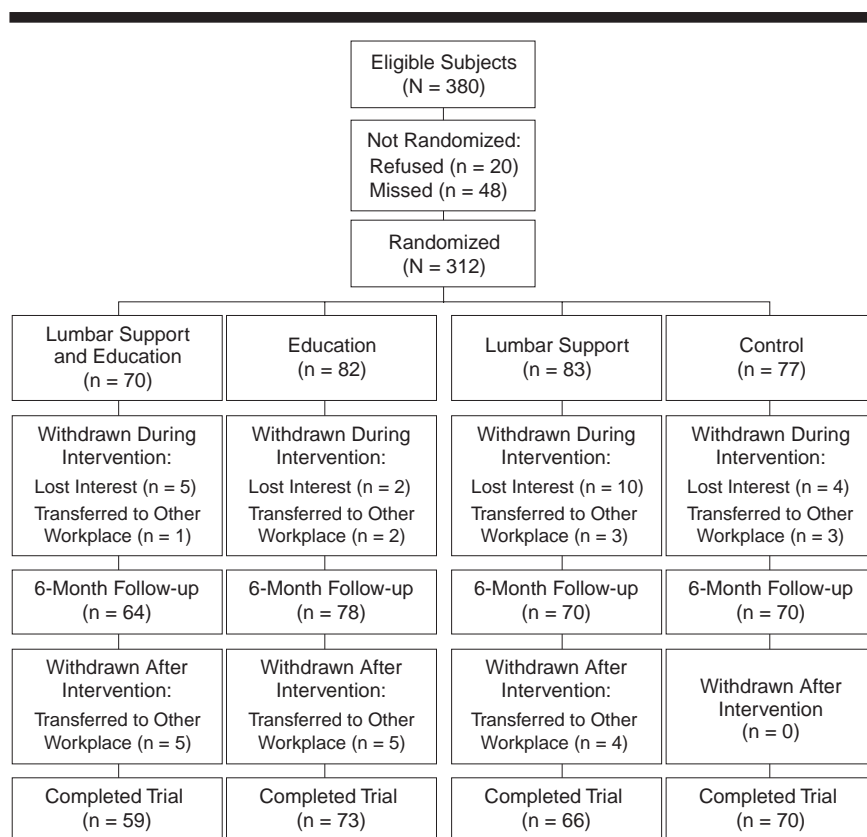 Eligible Subjects
(N = 380)
Not Randomized:
Refused (n = 20)
Missed (n = 48)
Randomized
(N = 312)
Lumbar Support
and Education
(n = 70)
Education
(n = 82)
Lumbar Support
(n = 83)
Control
(n = 77)
Withdrawn During
Intervention:
Lost Interest (n = 5)
Transferred to Other
Workplace (n = 1)
Withdrawn During
Intervention:
Lost Interest (n = 2)
Transferred to Other
Workplace (n = 2)
Withdrawn During
Intervention:
Lost Interest (n = 10)
Transferred to Other
Workplace (n = 3)
Withdrawn During
Intervention:
Lost Interest (n = 4)
Transferred to Other
Workplace (n = 3)
6-Month Follow-up
(n = 64)
6-Month Follow-up
(n = 78)
6-Month Follow-up
(n = 70)
6-Month Follow-up
(n = 70)
Withdrawn After
Intervention:
Transferred to Other
Workplace (n = 5)
Withdrawn After
Intervention:
Transferred to Other
Workplace (n = 5)
Withdrawn After
Intervention:
Transferred to Other
Workplace (n = 4)
Withdrawn After
Intervention
(n = 0)
Completed Trial
(n = 59)
Completed Trial
(n = 73)
Completed Trial
(n = 66)
Completed Trial
(n = 70)